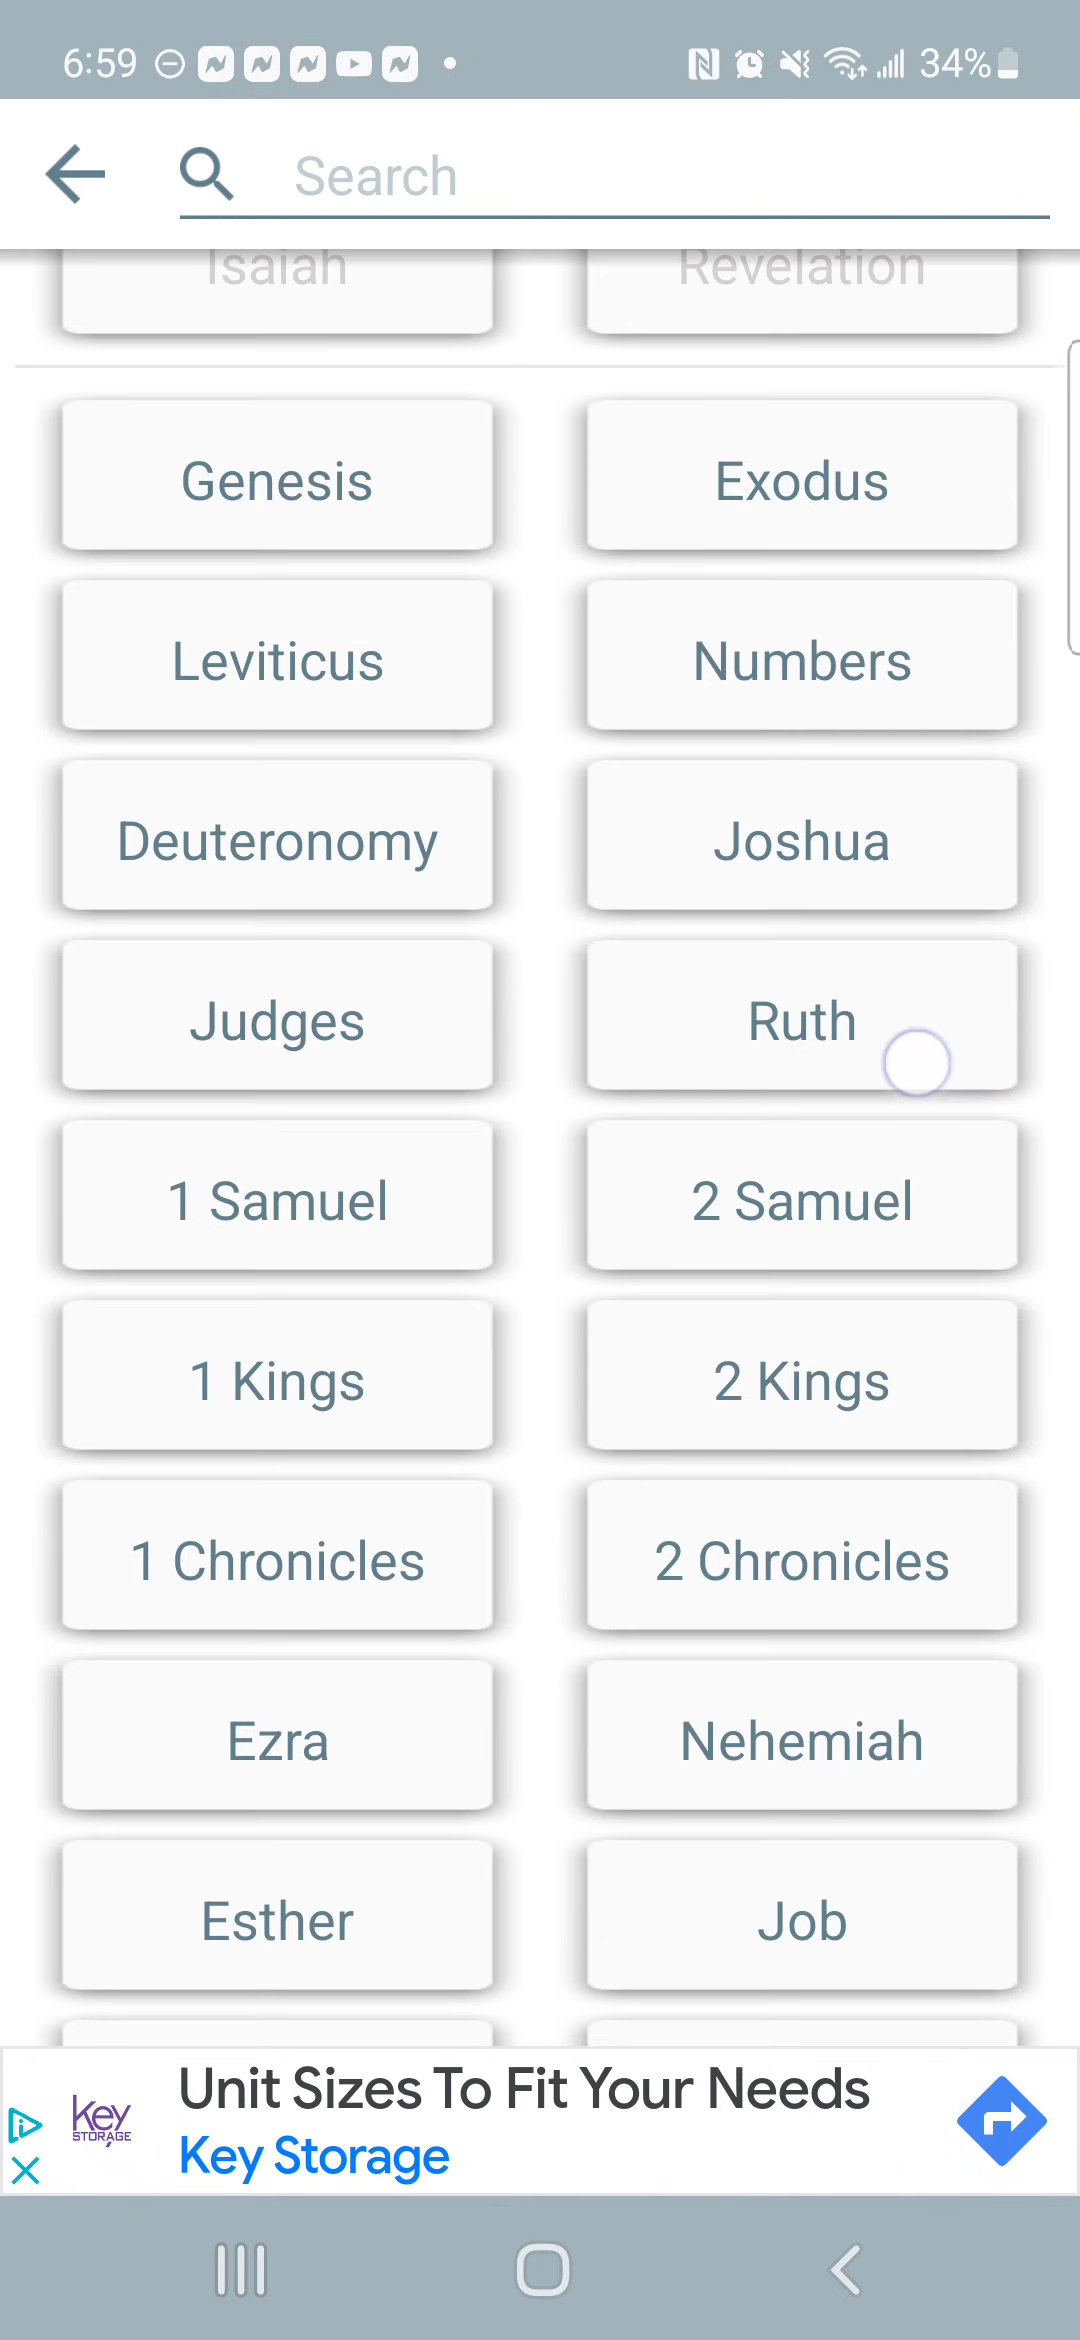 6:59
34%
Search
Isaiah
Revelation
Genesis
Exodus
Leviticus
Numbers
Deuteronomy
Joshua
Judges
Ruth
1 Samuel
2 Samuel
1 Kings
2 Kings
1 Chronicles
2 Chronicles
Ezra
Nehemiah
Esther
Job
Unit Sizes To Fit Your Needs
key
STORAGE
Key Storage